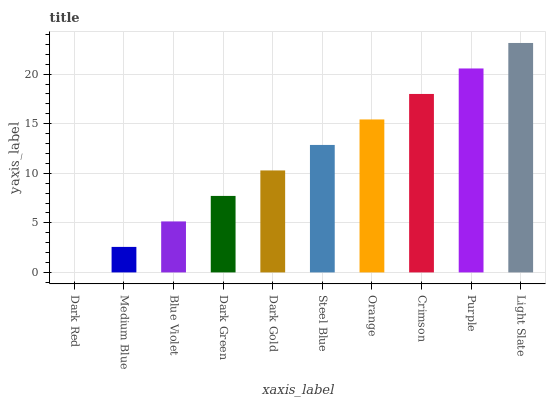 title
yaxis_label
20
15
10
5
0
Dark Red
Medium Blue
Blue Violet
Dark Green
Dark Gold
Steel Blue
Orange
Crimson
Purple
Light Slate
xaxis_label